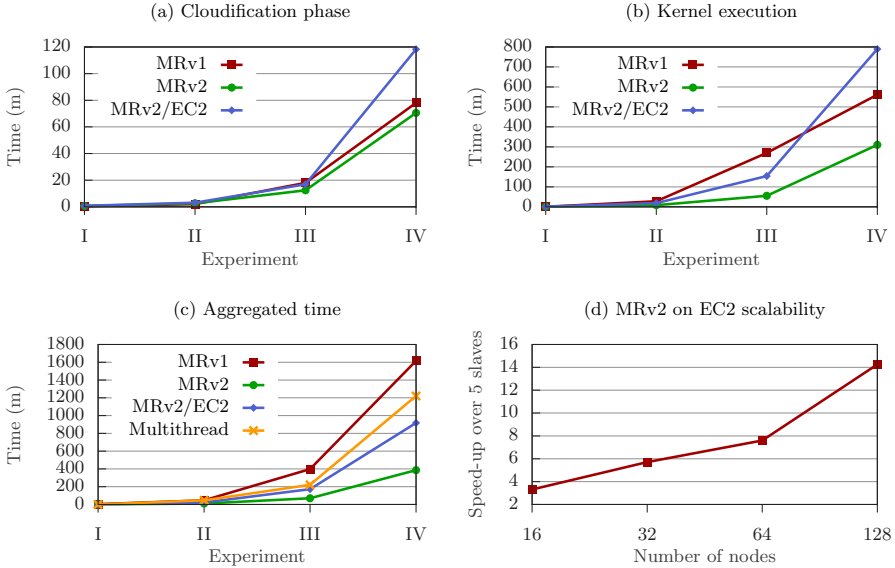 (a) Cloudification phase
120
100
80
60
40
20
0
Time (m)
MRv1
MRv2
MRv2/EC2
I II III IV
Experiment
(b) Kernel execution
800
700
600
500
400
300
200
100
0
Time (m)
MRv1
MRv2
MRv2/EC2
I II III IV
Experiment
(c) Aggregated time
1800
1600
1400
1200
1000
800
600
400
200
0
Time (m)
MRv1
MRv2
MRv2/EC2
Multithread
I II III IV
Experiment
(d) MRv2 on EC2 scalability
16
14
12
10
8
6
4
2
Speed-up over 5 slaves
16 32 64 128
Number of nodes